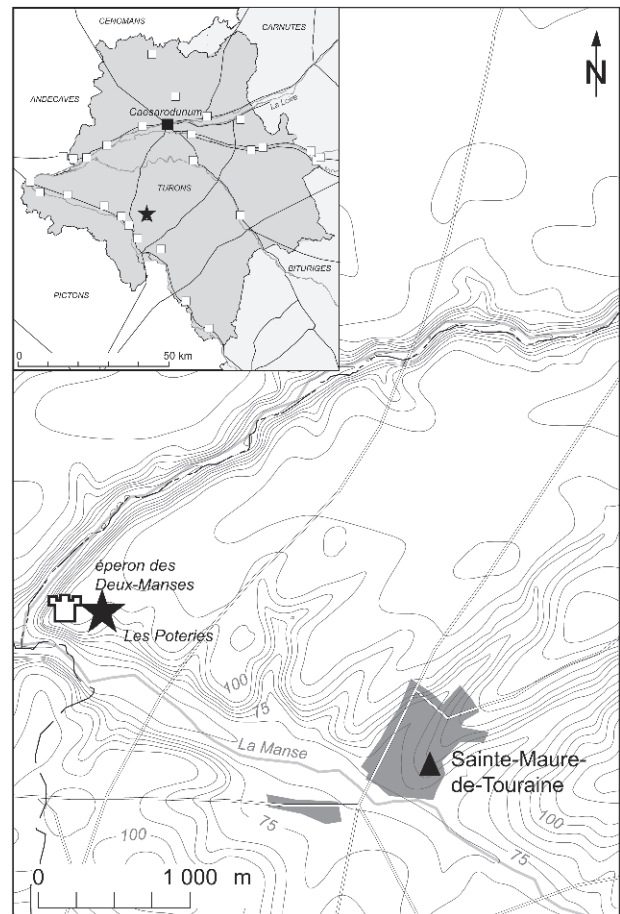 CENOMANS
CARNUTES
ANDECAVES
La Loire
Caesarodunum
TURONS
BITURIGES
PICTONS
0 50 km
N
éperon des
Deux-Manses
Les Poteries
100
75
La Manse
Sainte-Maure-
de-Touraine
75
100
75
0 1 000 m